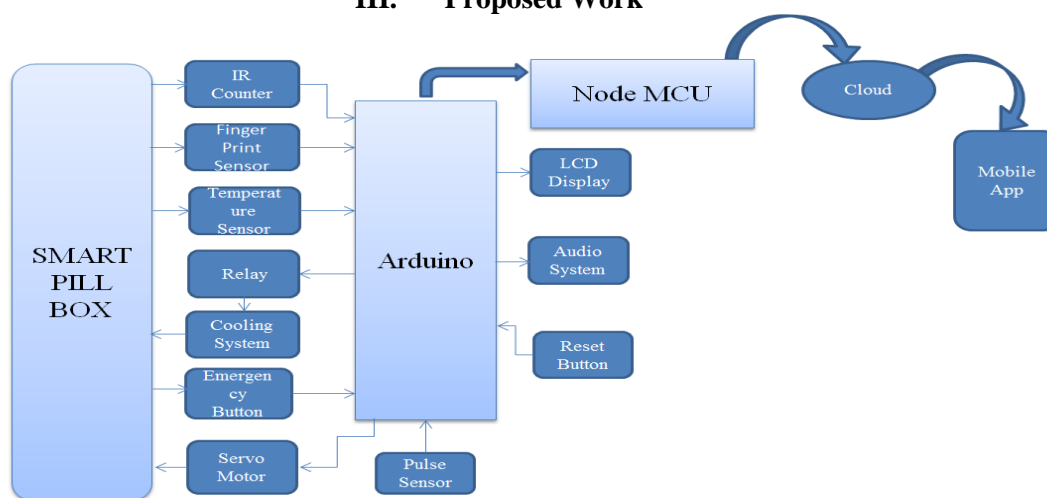 III. Proposed Work
SMART
PILL
BOX
IR
Counter
Finger
Print
Sensor
Temperat
ure
Sensor
Relay
Cooling
System
Emergen
cy
Button
Servo
Motor
Arduino
Pulse
Sensor
Node MCU
LCD
Display
Audio
System
Reset
Button
Cloud
Mobile
App